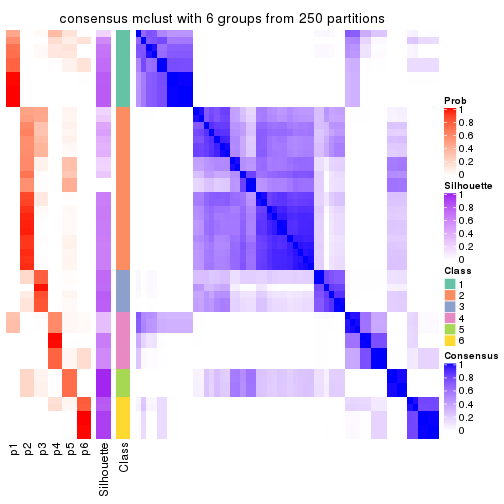 consensus mclust with 6 groups from 250 partitions
Prob
1
0.8
0.6
0.4
0.2
0
Silhouette
1
0.8
0.6
0.4
0.2
0
Class
1
2
3
4
5
6
Consensus
1
0.8
0.6
0.4
0.2
0
p1
p2
p3
p4
p5
p6
Silhouette
Class